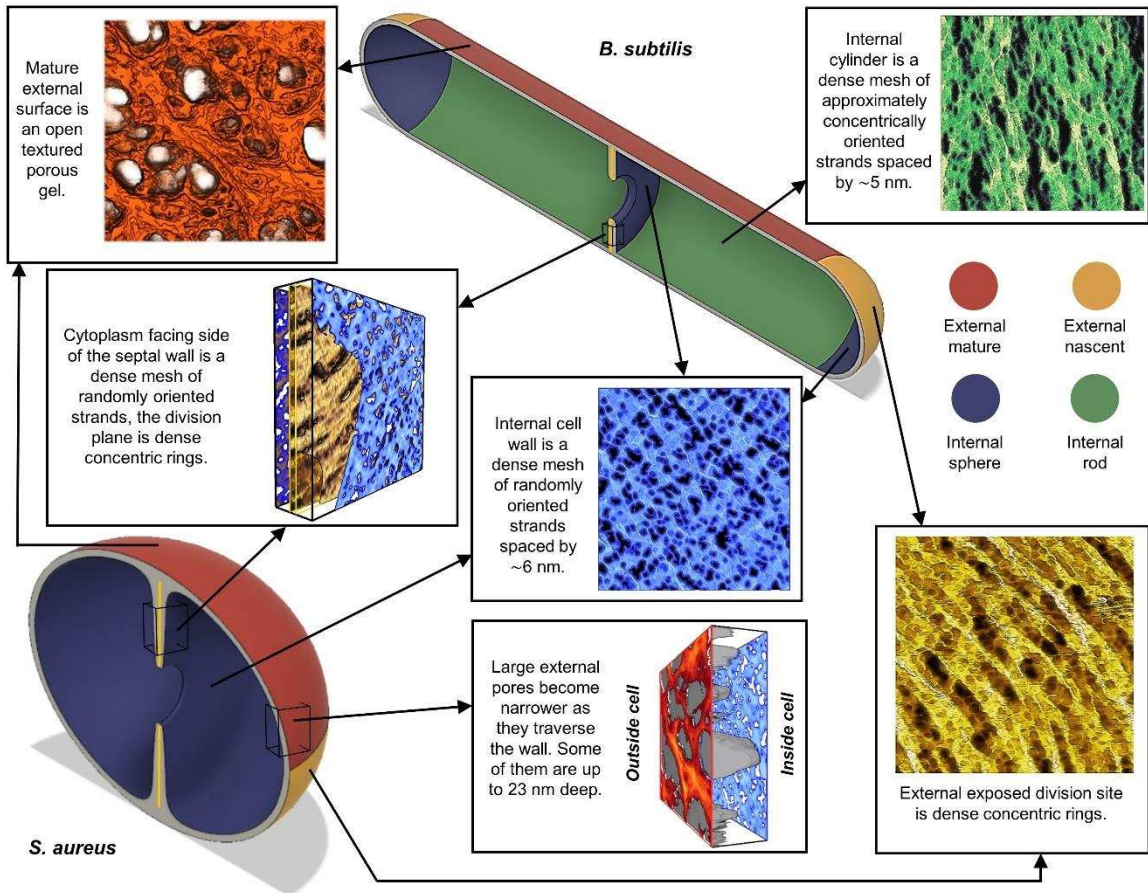 B. subtilis
Mature
external
surface is
an open
textured
porous
gel.
Internal
cylinder is a
dense mesh of
approximately
concentrically
oriented
strands spaced
by ~5 nm.
Cytoplasm facing side
of the septal wall is a
dense mesh of
randomly oriented
strands, the division
plane is dense
concentric rings.
External
mature
External
nascent
Internal
sphere
Internal
rod
Internal cell
wall is a
dense mesh
of randomly
oriented
strands
spaced by
~6 nm.
Large external
pores become
narrower as
they traverse
the wall. Some
of them are up
to 23 nm deep.
Outside cell
Inside cell
External exposed division site
is dense concentric rings.
S. aureus